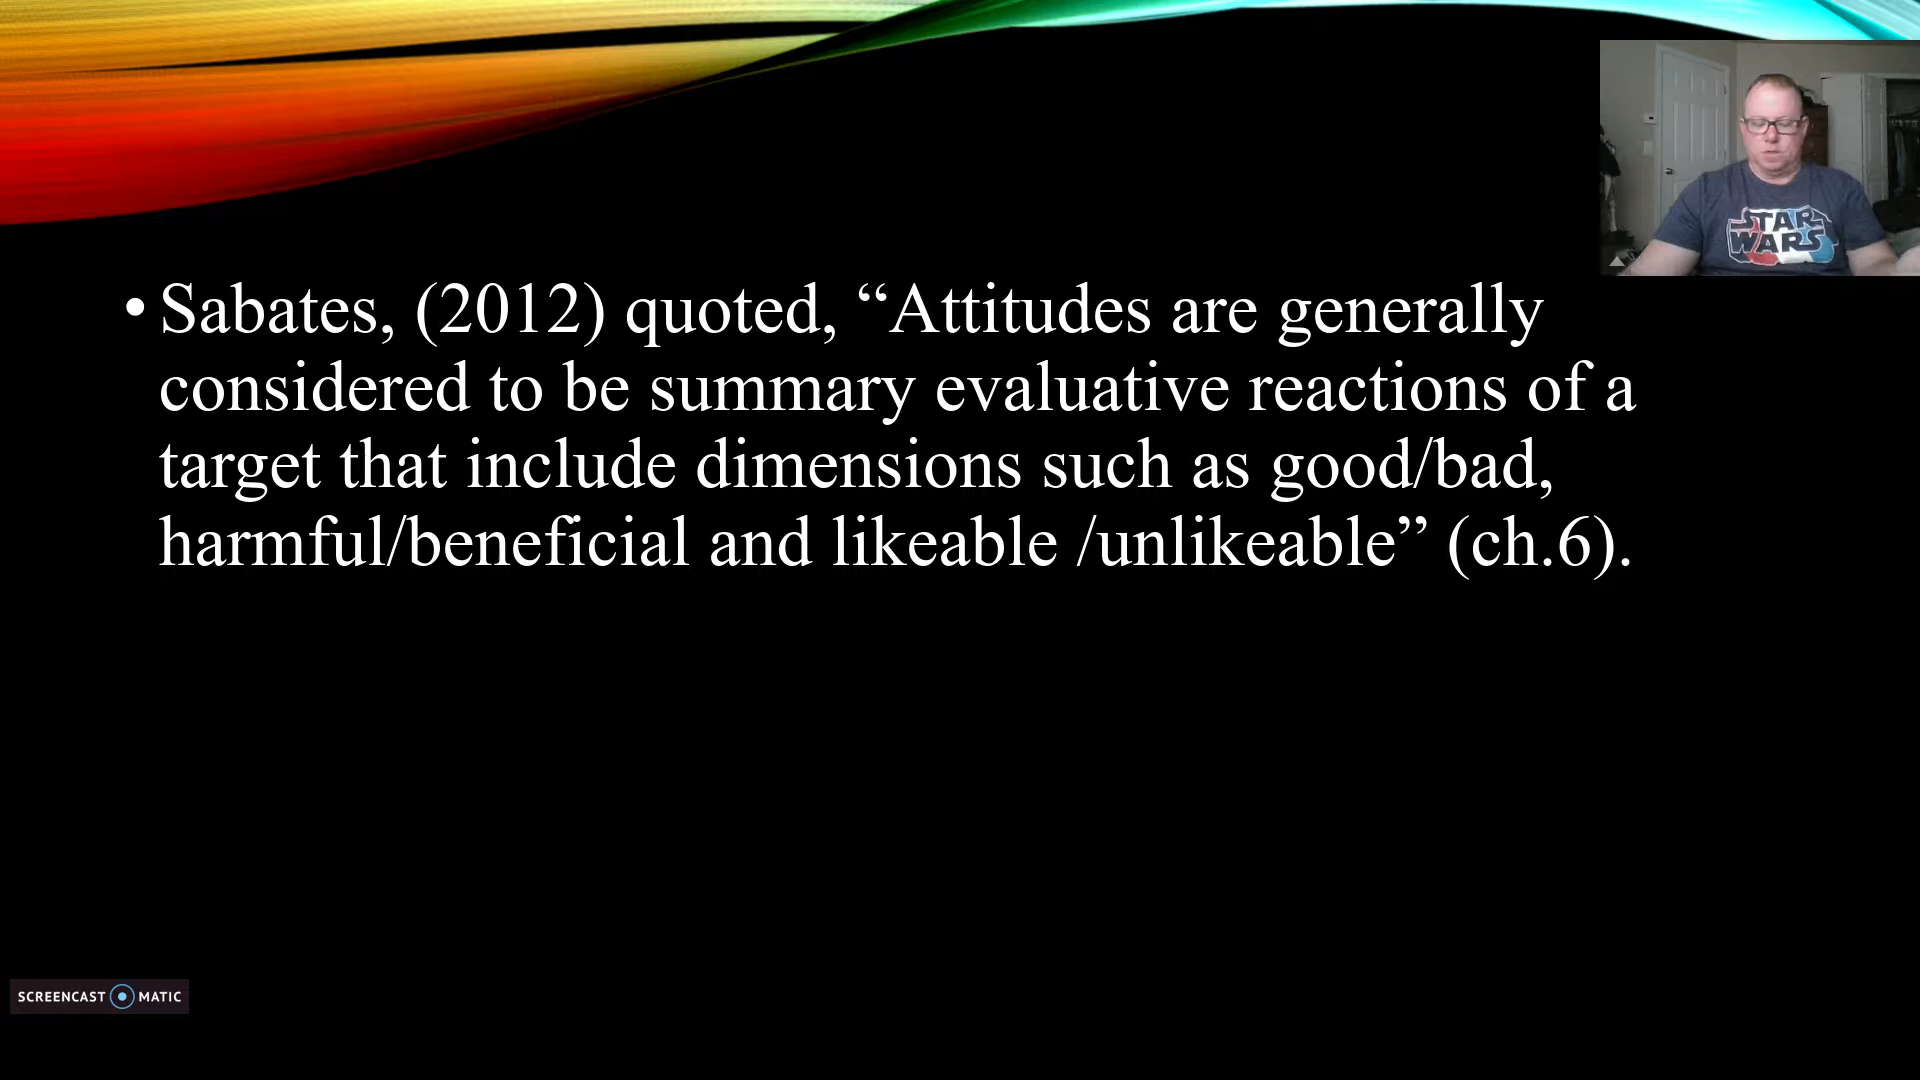 STAR
WARS
• Sabates, (2012) quoted, “Attitudes are generally
considered to be summary evaluative reactions of a
target that include dimensions such as good/bad,
harmful/beneficial and likeable /unlikeable” (ch.6).
SCREENCAST MATIC